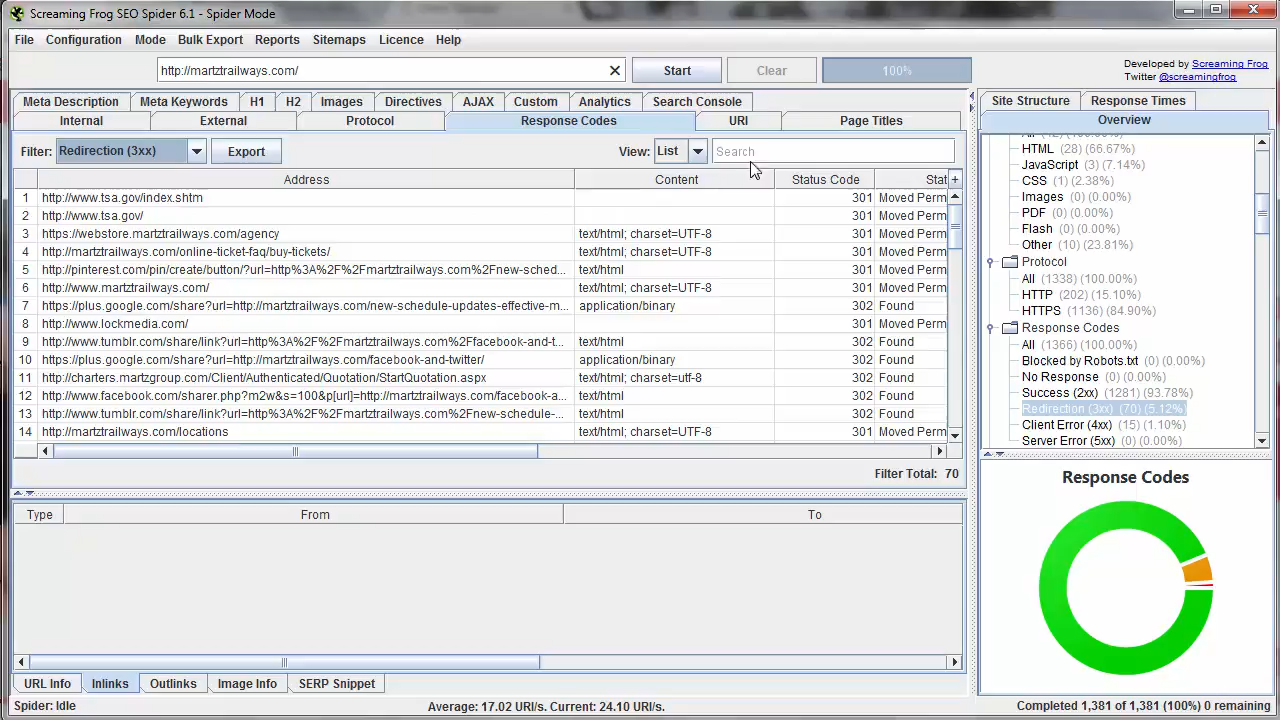 Screaming Frog SEO Spider 6.1 - Spider Mode
File Configuration Mode Bulk Export Reports Sitemaps Licence Help
http://martztrailways.com/ Start Clear 100% Developed by Screaming Frog
Twitter @screamingfrog
Meta Description Meta Keywords H1 H2 Images Directives AJAX Custom Analytics Search Console
Internal External Protocol Response Codes URI Page Titles
Filter: Redirection (3xx) Export View: List Search
Address Content Status Code Stat
1 http://www.tsa.gov/index.shtm 301 Moved Perm
2 http://www.tsa.gov/ 301 Moved Perm
3 https://webstore.martztrailways.com/agency text/html; charset=UTF-8 301 Moved Perm
4 http://martztrailways.com/online-ticket-faq/buy-tickets/ text/html; charset=UTF-8 301 Moved Perm
5 http://pinterest.com/pin/create/button/?url=http%3A%2F%2Fmartztrailways.com%2Fnew-sched... text/html 301 Moved Perm
6 http://www.martztrailways.com/ text/html; charset=UTF-8 301 Moved Perm
7 https://plus.google.com/share?url=http://martztrailways.com/new-schedule-updates-effective-m... application/binary 302 Found
8 http://www.lockmedia.com/ 301 Moved Perm
9 http://www.tumblr.com/share/link?url=http%3A%2F%2Fmartztrailways.com%2Ffacebook-and-t... text/html 302 Found
10 https://plus.google.com/share?url=http://martztrailways.com/facebook-and-twitter/ application/binary 302 Found
11 http://charters.martzgroup.com/Client/Authenticated/Quotation/StartQuotation.aspx text/html; charset=utf-8 302 Found
12 http://www.facebook.com/sharer.php?m2w&s=100&p[url]=http://martztrailways.com/facebook-a... text/html 302 Found
13 http://www.tumblr.com/share/link?url=http%3A%2F%2Fmartztrailways.com%2Fnew-schedule-... text/html 302 Found
14 http://martztrailways.com/locations text/html; charset=UTF-8 301 Moved Perm
Filter Total: 70
Type From To
URL Info Inlinks Outlinks Image Info SERP Snippet
Spider: Idle Average: 17.02 URI/s. Current: 24.10 URI/s. Completed 1,381 of 1,381 (100%) 0 remaining
Site Structure Response Times
Overview
HTML (28) (66.67%)
JavaScript (3) (7.14%)
CSS (1) (2.38%)
Images (0) (0.00%)
PDF (0) (0.00%)
Flash (0) (0.00%)
Other (10) (23.81%)
Protocol
All (1338) (100.00%)
HTTP (202) (15.10%)
HTTPS (1136) (84.90%)
Response Codes
All (1366) (100.00%)
Blocked by Robots.txt (0) (0.00%)
No Response (0) (0.00%)
Success (2xx) (1281) (93.78%)
Redirection (3xx) (70) (5.12%)
Client Error (4xx) (15) (1.10%)
Server Error (5xx) (0) (0.00%)
Response Codes